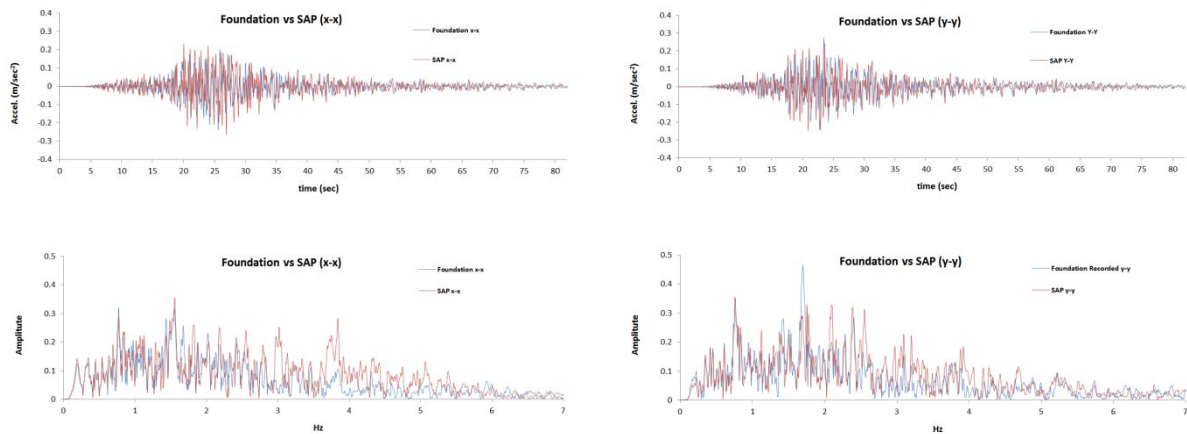 Foundation vs SAP (x-x)
Foundation x-x
SAP x-x
Accel. (m/sec²)
0.4
0.3
0.2
0.1
0
-0.1
-0.2
-0.3
-0.4
0 5 10 15 20 25 30 35 40 45 50 55 60 65 70 75 80
time (sec)
Foundation vs SAP (y-y)
Foundation Y-Y
SAP Y-Y
Accel. (m/sec²)
0.4
0.3
0.2
0.1
0
-0.1
-0.2
-0.3
-0.4
0 5 10 15 20 25 30 35 40 45 50 55 60 65 70 75 80
time (sec)
Foundation vs SAP (x-x)
Foundation x-x
SAP x-x
Amplitude
0.5
0.4
0.3
0.2
0.1
0
0 1 2 3 4 5 6 7
Hz
Foundation vs SAP (y-y)
Foundation Recorded y-y
SAP y-y
Amplitude
0.5
0.4
0.3
0.2
0.1
0
0 1 2 3 4 5 6 7
Hz